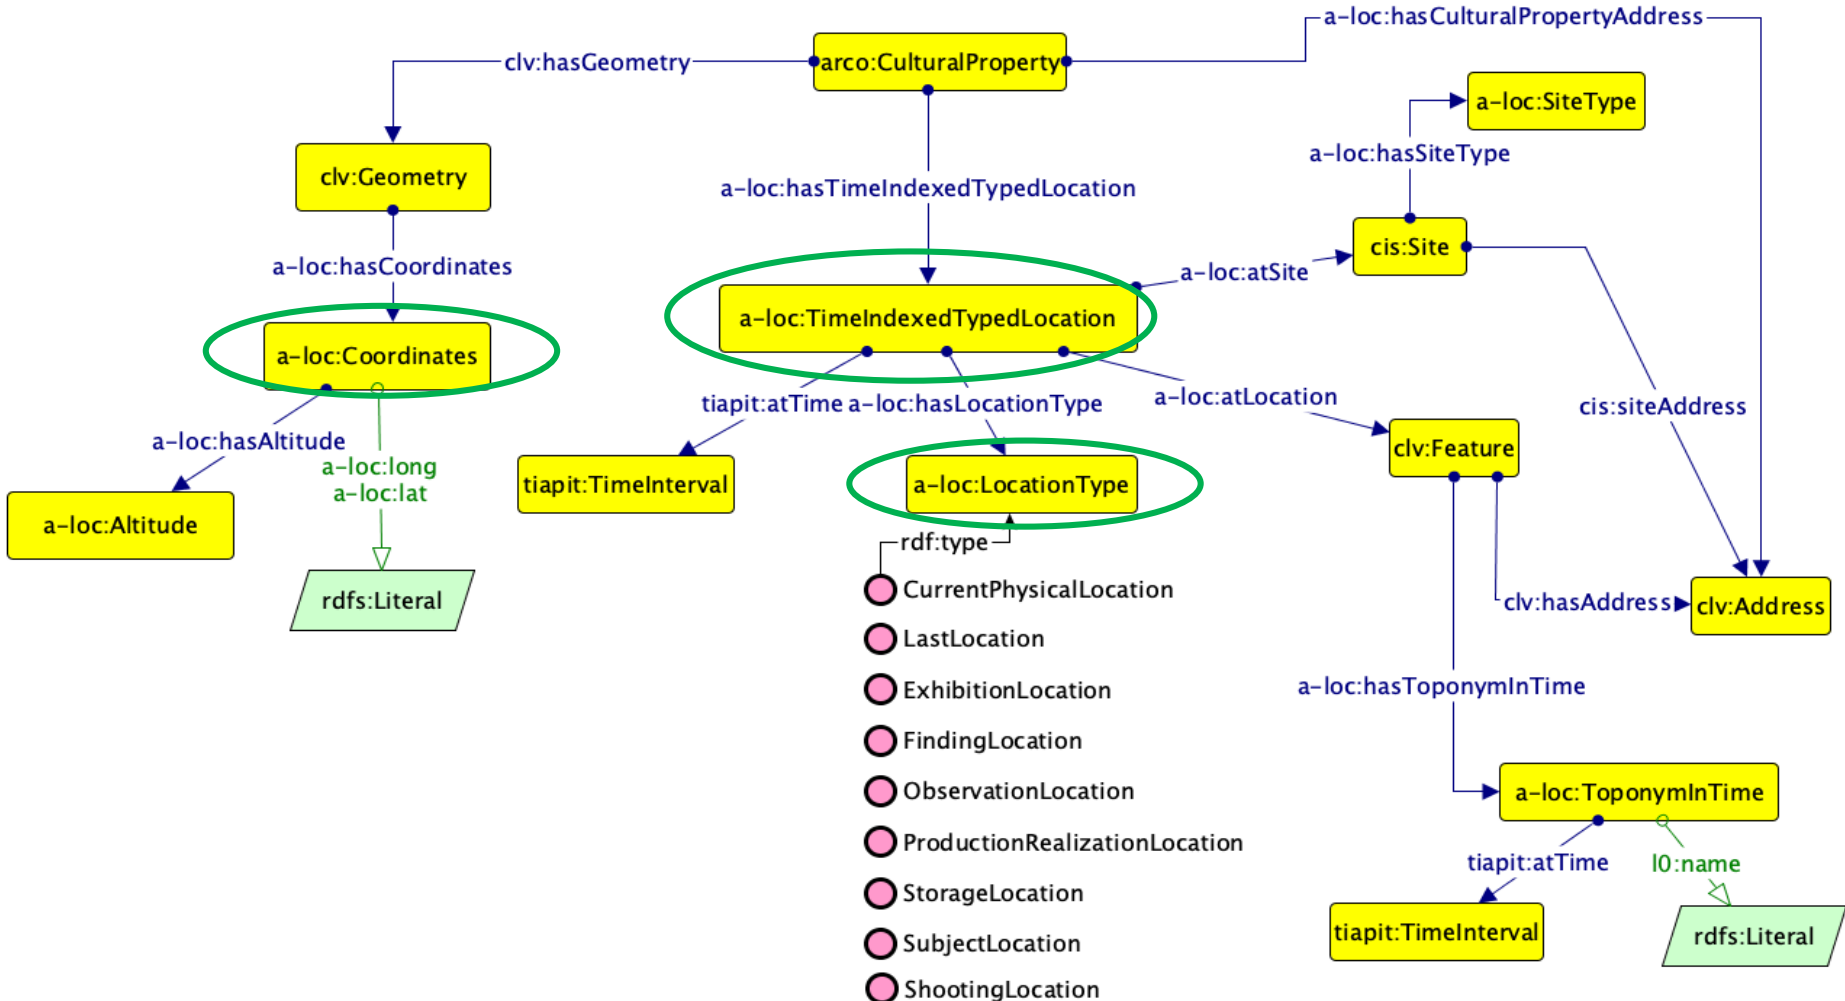 a-loc:hasCulturalPropertyAddress
clv:hasGeometry
arco:CulturalProperty
a-loc:SiteType
a-loc:hasSiteType
clv:Geometry
a-loc:hasTimeIndexedTypedLocation
cis:Site
a-loc:hasCoordinates
a-loc:atSite
a-loc:TimeIndexedTypedLocation
a-loc:Coordinates
tiapit:atTime
a-loc:hasLocationType
a-loc:atLocation
cis:siteAddress
a-loc:hasAltitude
a-loc:long
a-loc:lat
clv:Feature
tiapit:TimeInterval
a-loc:LocationType
a-loc:Altitude
rdf:type
rdfs:Literal
CurrentPhysicalLocation
clv:hasAddress
clv:Address
LastLocation
ExhibitionLocation
a-loc:hasToponymInTime
FindingLocation
ObservationLocation
a-loc:ToponymInTime
ProductionRealizationLocation
tiapit:atTime
l0:name
StorageLocation
tiapit:TimeInterval
rdfs:Literal
SubjectLocation
ShootingLocation